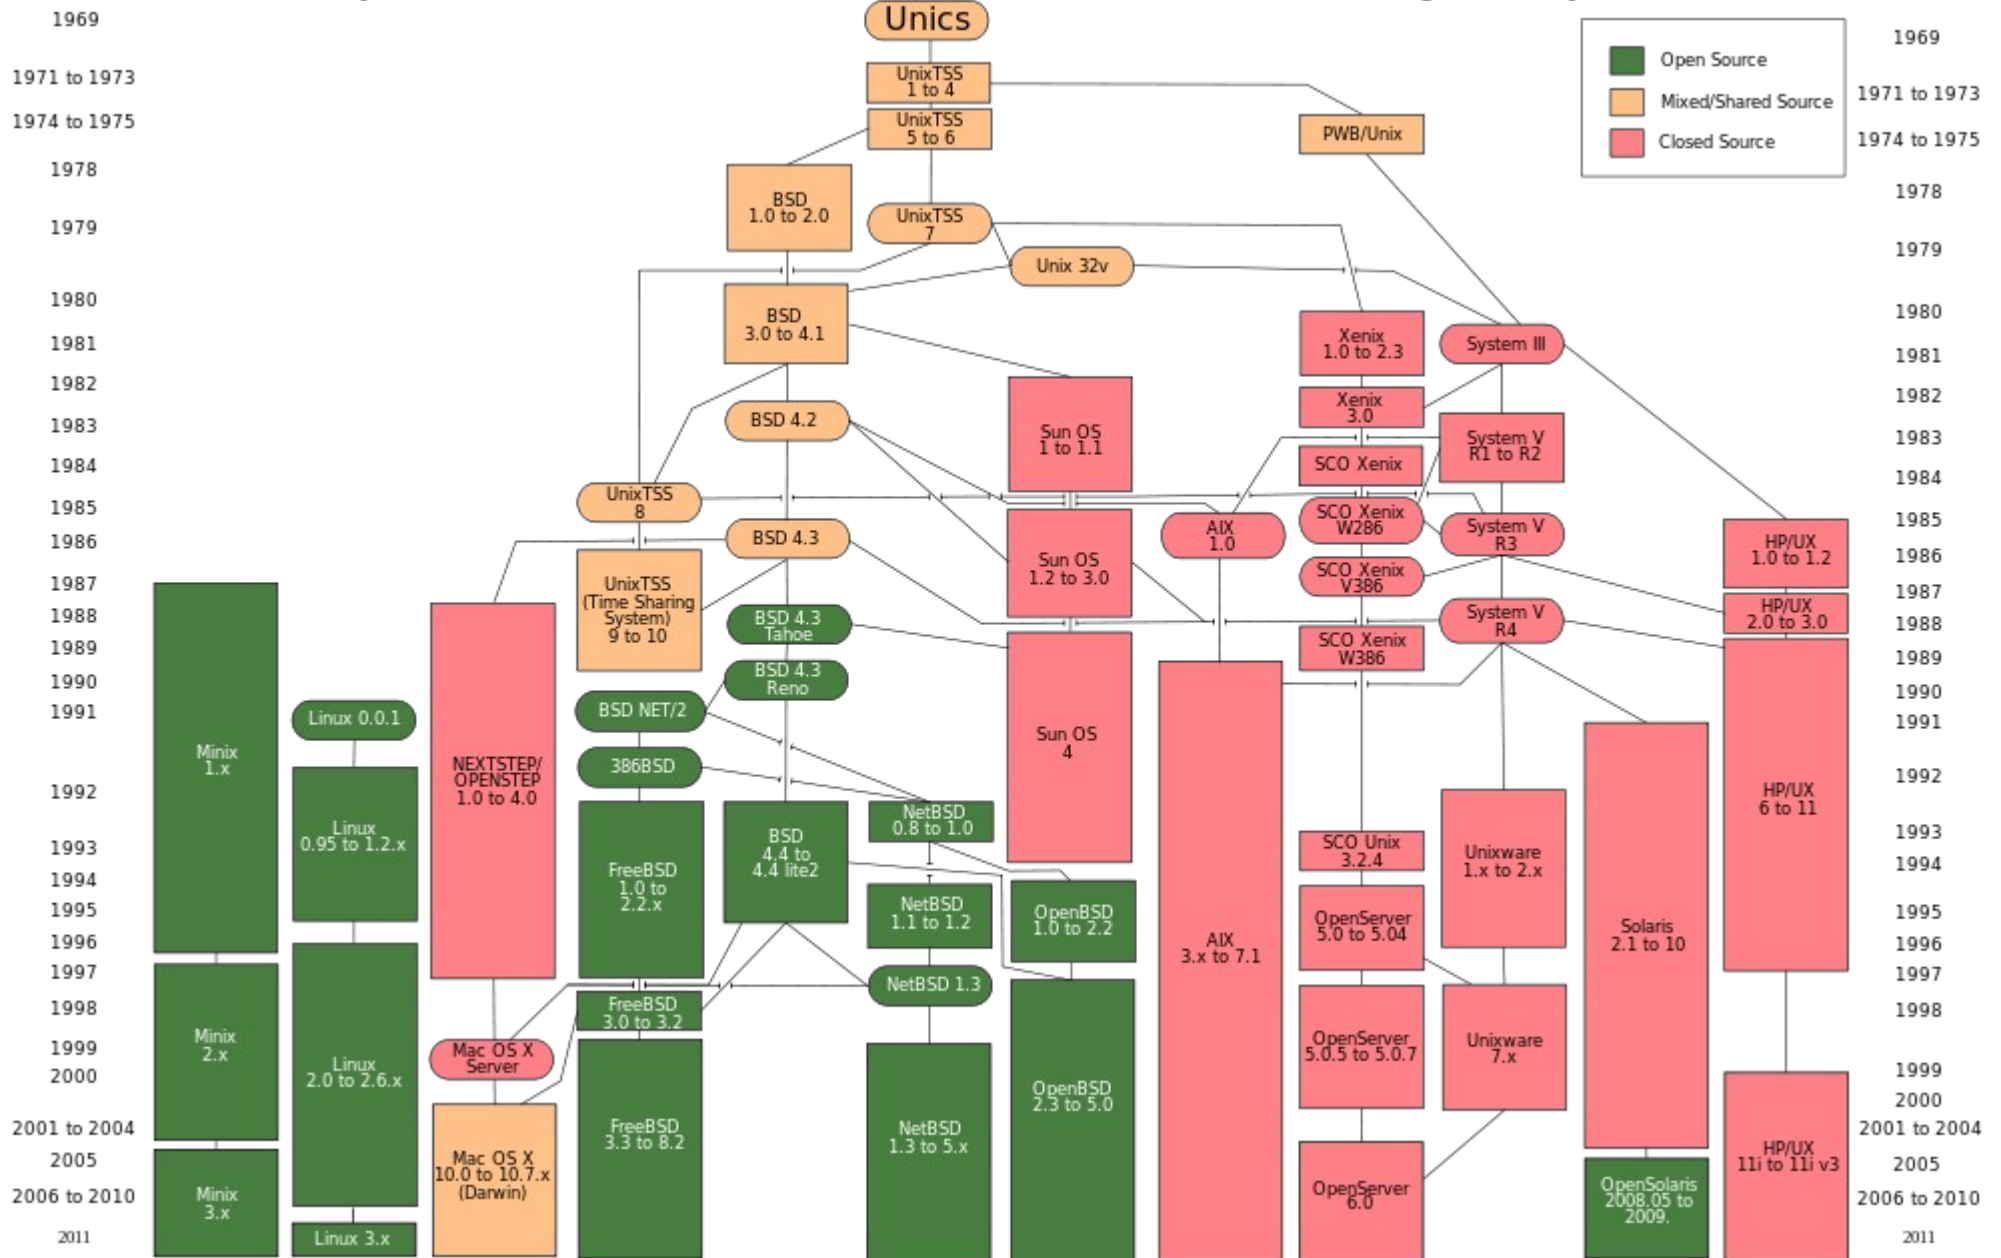 Unics
1969
1971 to 1973
1974 to 1975
1978
1979
1980
1981
1982
1983
1984
1985
1986
1987
1988
1989
1990
1991
1992
1993
1994
1995
1996
1997
1998
1999
2000
2001 to 2004
2005
2006 to 2010
2011
UnixTSS
1 to 4
UnixTSS
5 to 6
PWB/Unix
BSD
1.0 to 2.0
UnixTSS
7
Unix 32v
BSD
3.0 to 4.1
Xenix
1.0 to 2.3
System III
Xenix
3.0
BSD 4.2
Sun OS
1 to 1.1
System V
R1 to R2
SCO Xenix
UnixTSS
8
SCO Xenix
W286
AIX
1.0
System V
R3
BSD 4.3
HP/UX
1.0 to 1.2
Sun OS
1.2 to 3.0
SCO Xenix
V386
UnixTSS
(Time Sharing
System)
9 to 10
HP/UX
2.0 to 3.0
BSD 4.3
Tahoe
System V
R4
SCO Xenix
W386
BSD 4.3
Reno
BSD NET/2
Linux 0.0.1
Minix
1.x
386BSD
NEXTSTEP/
OPENSTEP
1.0 to 4.0
Sun OS
4
HP/UX
6 to 11
Linux
0.95 to 1.2.x
BSD
4.4 to
4.4 lite2
NetBSD
0.8 to 1.0
SCO Unix
3.2.4
Unixware
1.x to 2.x
FreeBSD
1.0 to
2.2.x
NetBSD
1.1 to 1.2
OpenBSD
1.0 to 2.2
OpenServer
5.0 to 5.04
Solaris
2.1 to 10
AIX
3.x to 7.1
NetBSD 1.3
FreeBSD
3.0 to 3.2
Minix
2.x
Linux
2.0 to 2.6.x
Mac OS X
Server
OpenServer
5.0.5 to 5.0.7
Unixware
7.x
OpenBSD
2.3 to 5.0
FreeBSD
3.3 to 8.2
NetBSD
1.3 to 5.x
Mac OS X
10.0 to 10.7.x
(Darwin)
HP/UX
11i to 11i v3
Minix
3.x
OpenServer
6.0
OpenSolaris
2008.05 to
2009.
Linux 3.x
Open Source
Mixed/Shared Source
Closed Source
1969
1971 to 1973
1974 to 1975
1978
1979
1980
1981
1982
1983
1984
1985
1986
1987
1988
1989
1990
1991
1992
1993
1994
1995
1996
1997
1998
1999
2000
2001 to 2004
2005
2006 to 2010
2011